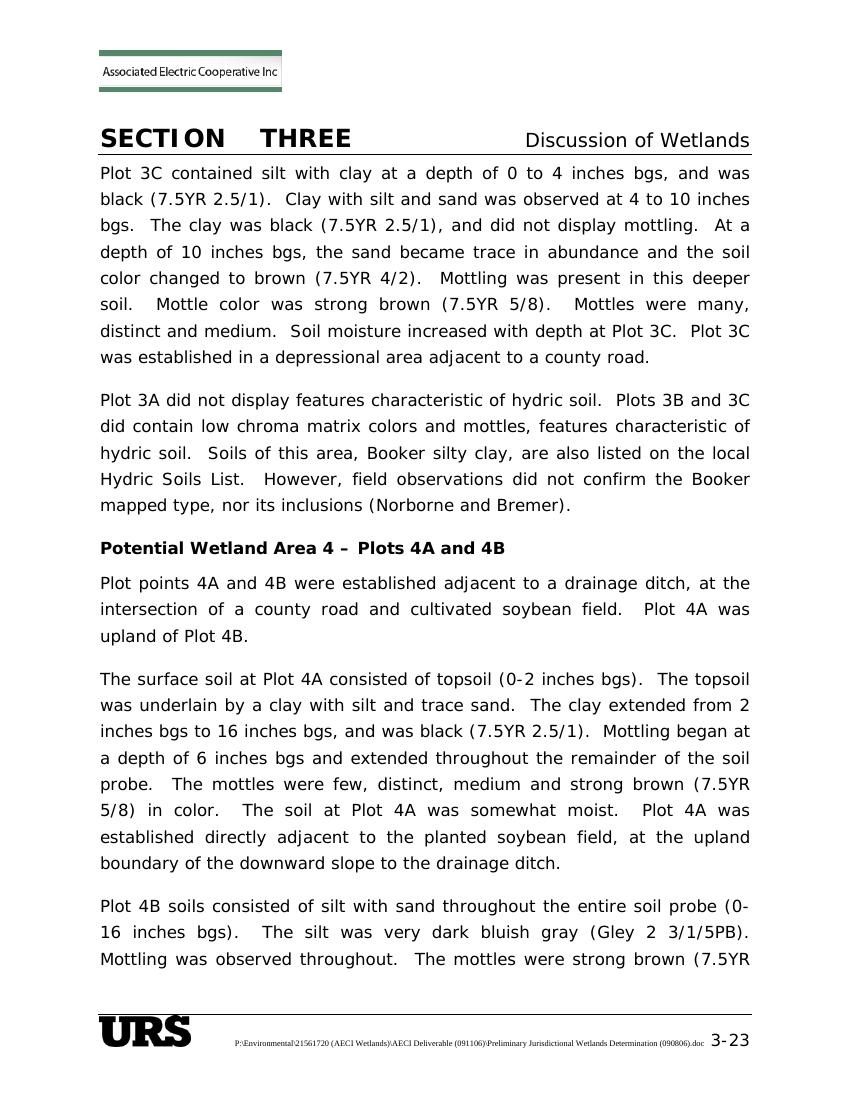 Associated Electric Cooperative Inc
SECTION THREE Discussion of Wetlands
Plot 3C contained silt with clay at a depth of 0 to 4 inches bgs, and was
black (7.5YR 2.5/1). Clay with silt and sand was observed at 4 to 10 inches
bgs. The clay was black (7.5YR 2.5/1), and did not display mottling. At a
depth of 10 inches bgs, the sand became trace in abundance and the soil
color changed to brown (7.5YR 4/2). Mottling was present in this deeper
soil. Mottle color was strong brown (7.5YR 5/8). Mottles were many,
distinct and medium. Soil moisture increased with depth at Plot 3C. Plot 3C
was established in a depressional area adjacent to a county road.
Plot 3A did not display features characteristic of hydric soil. Plots 3B and 3C
did contain low chroma matrix colors and mottles, features characteristic of
hydric soil. Soils of this area, Booker silty clay, are also listed on the local
Hydric Soils List. However, field observations did not confirm the Booker
mapped type, nor its inclusions (Norborne and Bremer).
Potential Wetland Area 4 – Plots 4A and 4B
Plot points 4A and 4B were established adjacent to a drainage ditch, at the
intersection of a county road and cultivated soybean field. Plot 4A was
upland of Plot 4B.
The surface soil at Plot 4A consisted of topsoil (0-2 inches bgs). The topsoil
was underlain by a clay with silt and trace sand. The clay extended from 2
inches bgs to 16 inches bgs, and was black (7.5YR 2.5/1). Mottling began at
a depth of 6 inches bgs and extended throughout the remainder of the soil
probe. The mottles were few, distinct, medium and strong brown (7.5YR
5/8) in color. The soil at Plot 4A was somewhat moist. Plot 4A was
established directly adjacent to the planted soybean field, at the upland
boundary of the downward slope to the drainage ditch.
Plot 4B soils consisted of silt with sand throughout the entire soil probe (0-
16 inches bgs). The silt was very dark bluish gray (Gley 2 3/1/5PB).
Mottling was observed throughout. The mottles were strong brown (7.5YR
URS P:\Environmental\21561720 (AECI Wetlands)\AECI Deliverable (091106)\Preliminary Jurisdictional Wetlands Determination (090806).doc 3-23